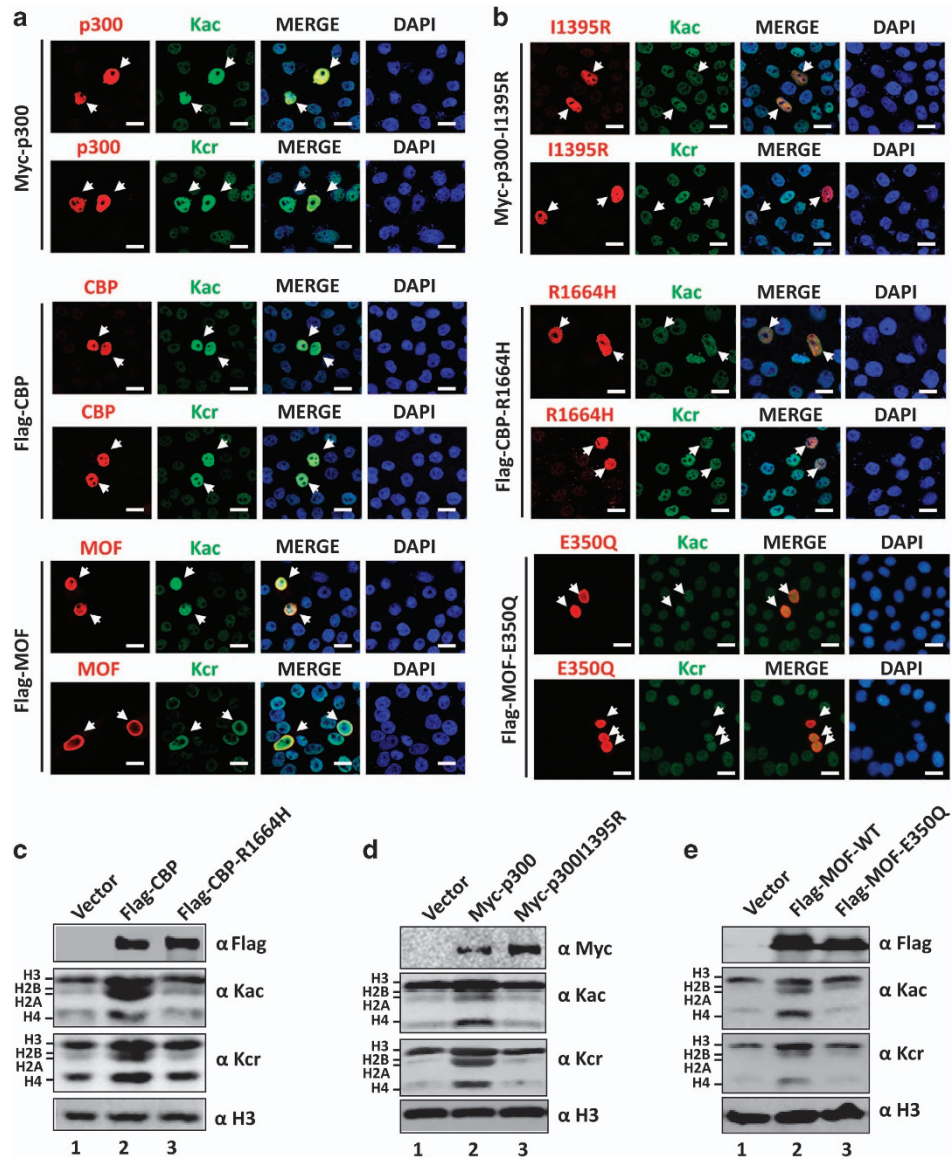 a
p300 Kac MERGE DAPI
Myc-p300
p300 Kcr MERGE DAPI
CBP Kac MERGE DAPI
Flag-CBP
CBP Kcr MERGE DAPI
MOF Kac MERGE DAPI
Flag-MOF
MOF Kcr MERGE DAPI
b
I1395R Kac MERGE DAPI
Myc-p300-I1395R
I1395R Kcr MERGE DAPI
R1664H Kac MERGE DAPI
Flag-CBP-R1664H
R1664H Kcr MERGE DAPI
E350Q Kac MERGE DAPI
Flag-MOF-E350Q
E350Q Kcr MERGE DAPI
c
Vector
Flag-CBP
Flag-CBP-R1664H
α Flag
H3
H2B
H2A
H4
α Kac
H3
H2B
H2A
H4
α Kcr
α H3
1 2 3
d
Vector
Myc-p300
Myc-p300I1395R
α Myc
H3
H2B
H2A
H4
α Kac
H3
H2B
H2A
H4
α Kcr
α H3
1 2 3
e
Vector
Flag-MOF-WT
Flag-MOF-E350Q
α Flag
H3
H2B
H2A
H4
α Kac
H3
H2B
H2A
H4
α Kcr
α H3
1 2 3